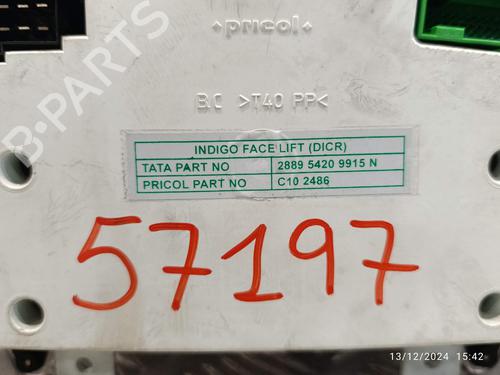 pricol
B.C >T40 PP<
INDIGO FACE LIFT (DICR)
TATA PART NO 2889 5420 9915 N
PRICOL PART NO C10 2486
57197
B-PARTS
13/12/2024 15:42